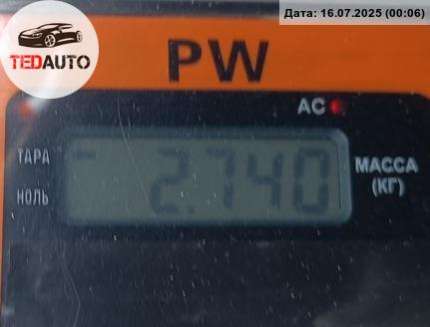 Дата: 16.07.2025 (00:06)
TEDAUTO
PW
AC
ТАРА
МАССА
(КГ)
НОЛЬ
2.740